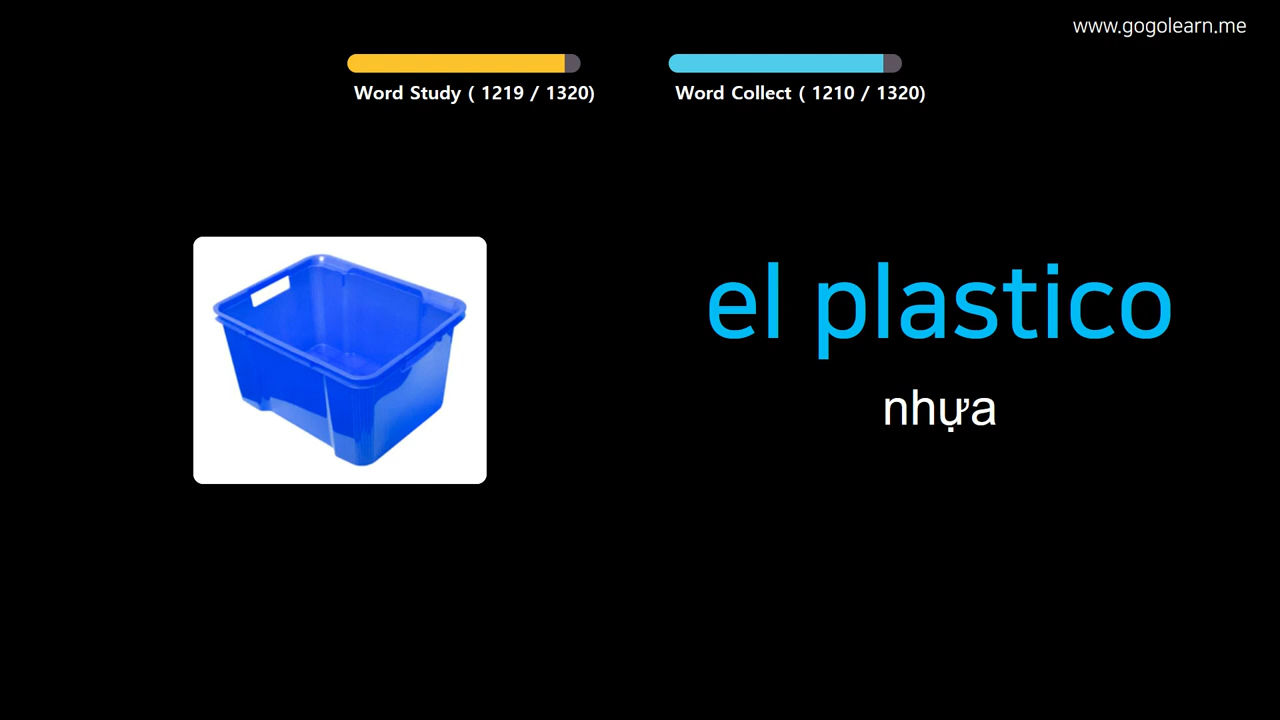 www.gogolearn.me
Word Study ( 1219 / 1320)
Word Collect ( 1210 / 1320)
el plastico
nhựa